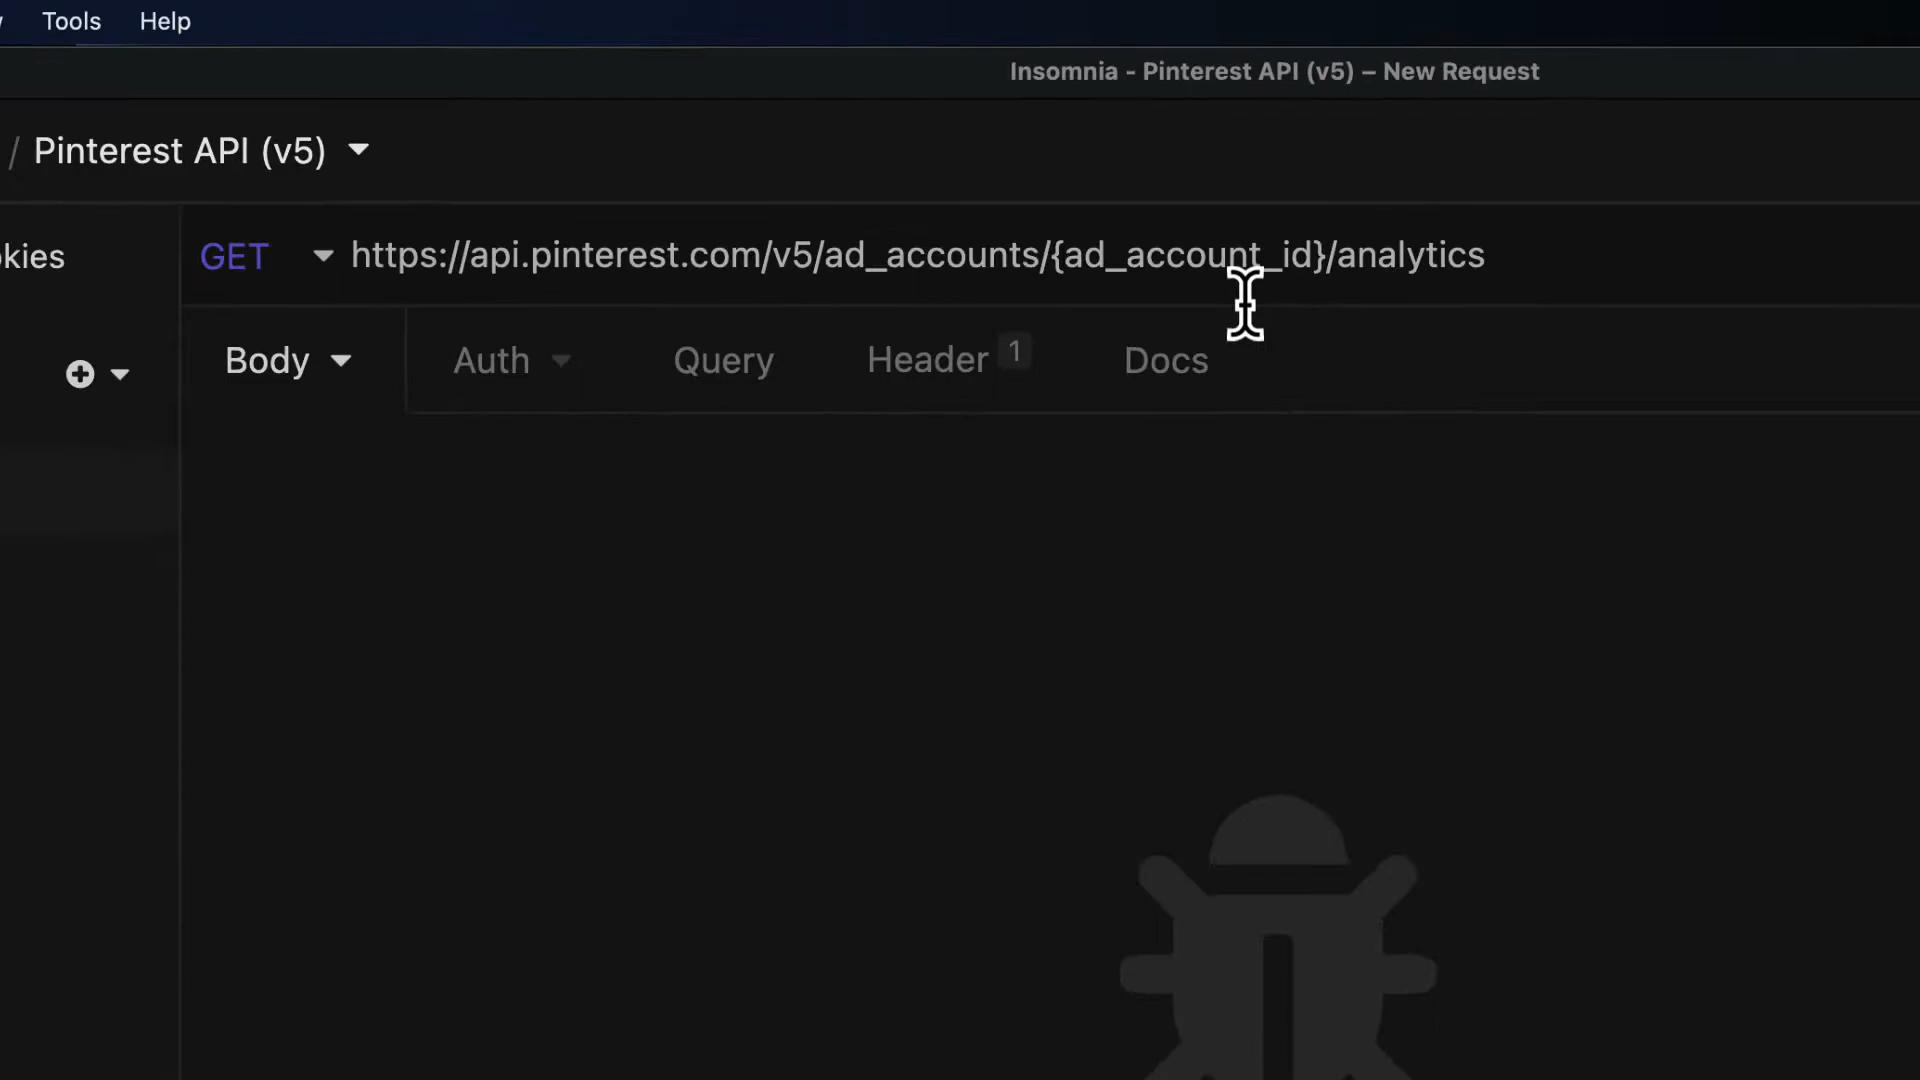 Tools Help
Insomnia - Pinterest API (v5) – New Request
/ Pinterest API (v5)
kies
GET https://api.pinterest.com/v5/ad_accounts/{ad_account_id}/analytics
Body Auth Query Header 1 Docs